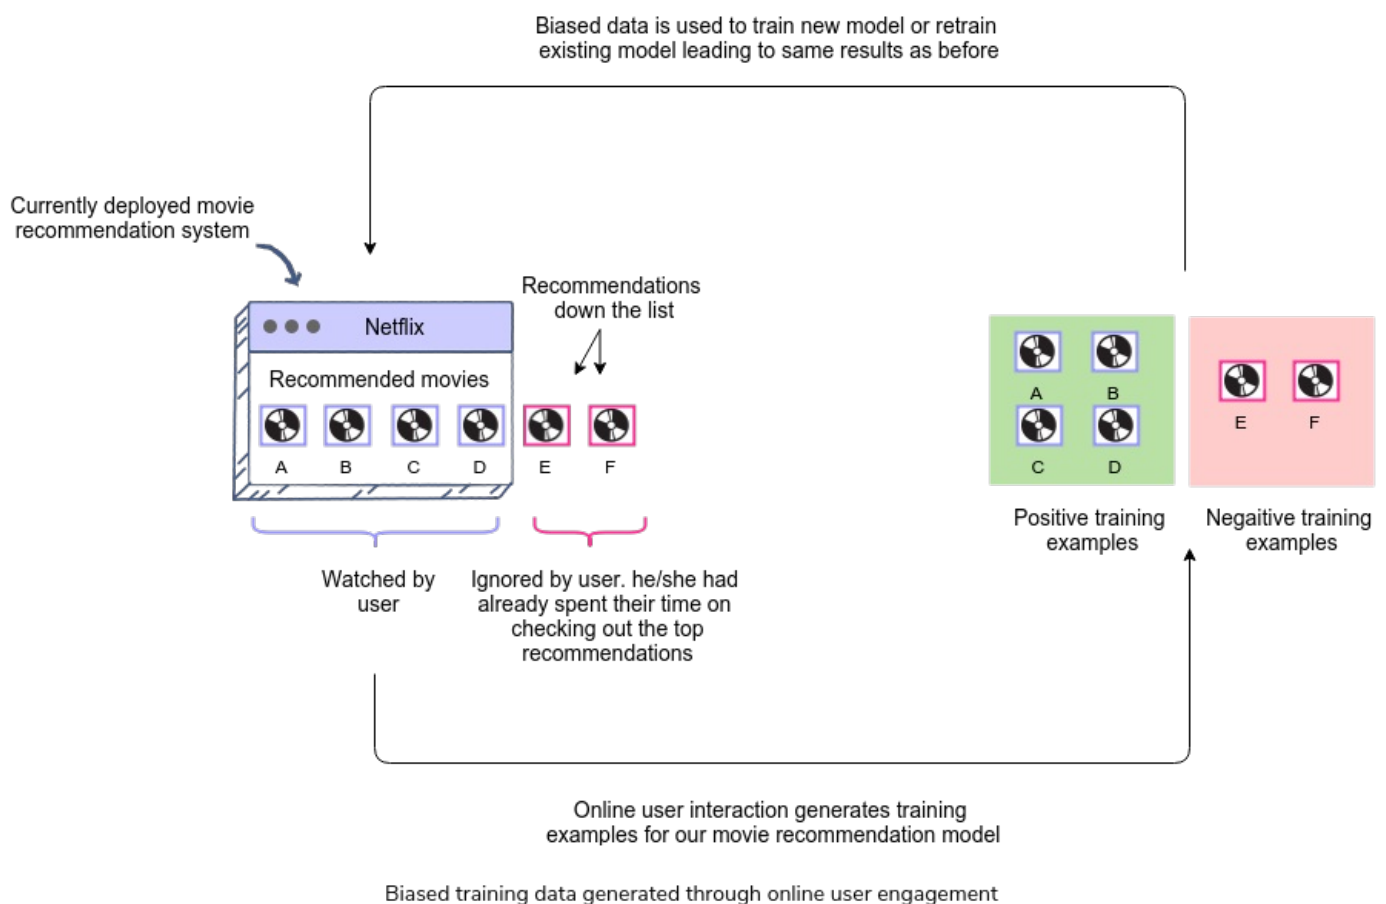 Biased data is used to train new model or retrain
existing model leading to same results as before
Currently deployed movie
recommendation system
Recommendations
down the list
Netflix
Recommended movies
A
B
C
D
E
F
A
B
C
D
E
F
Positive training
examples
Negaitive training
examples
Watched by
user
Ignored by user. he/she had
already spent their time on
checking out the top
recommendations
Online user interaction generates training
examples for our movie recommendation model
Biased training data generated through online user engagement